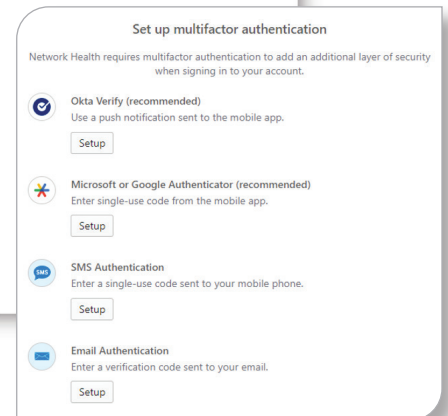 Set up multifactor authentication
Network Health requires multifactor authentication to add an additional layer of security
when signing in to your account.
Okta Verify (recommended)
Use a push notification sent to the mobile app.
Setup
Microsoft or Google Authenticator (recommended)
Enter single-use code from the mobile app.
Setup
SMS
SMS Authentication
Enter a single-use code sent to your mobile phone.
Setup
Email Authentication
Enter a verification code sent to your email.
Setup